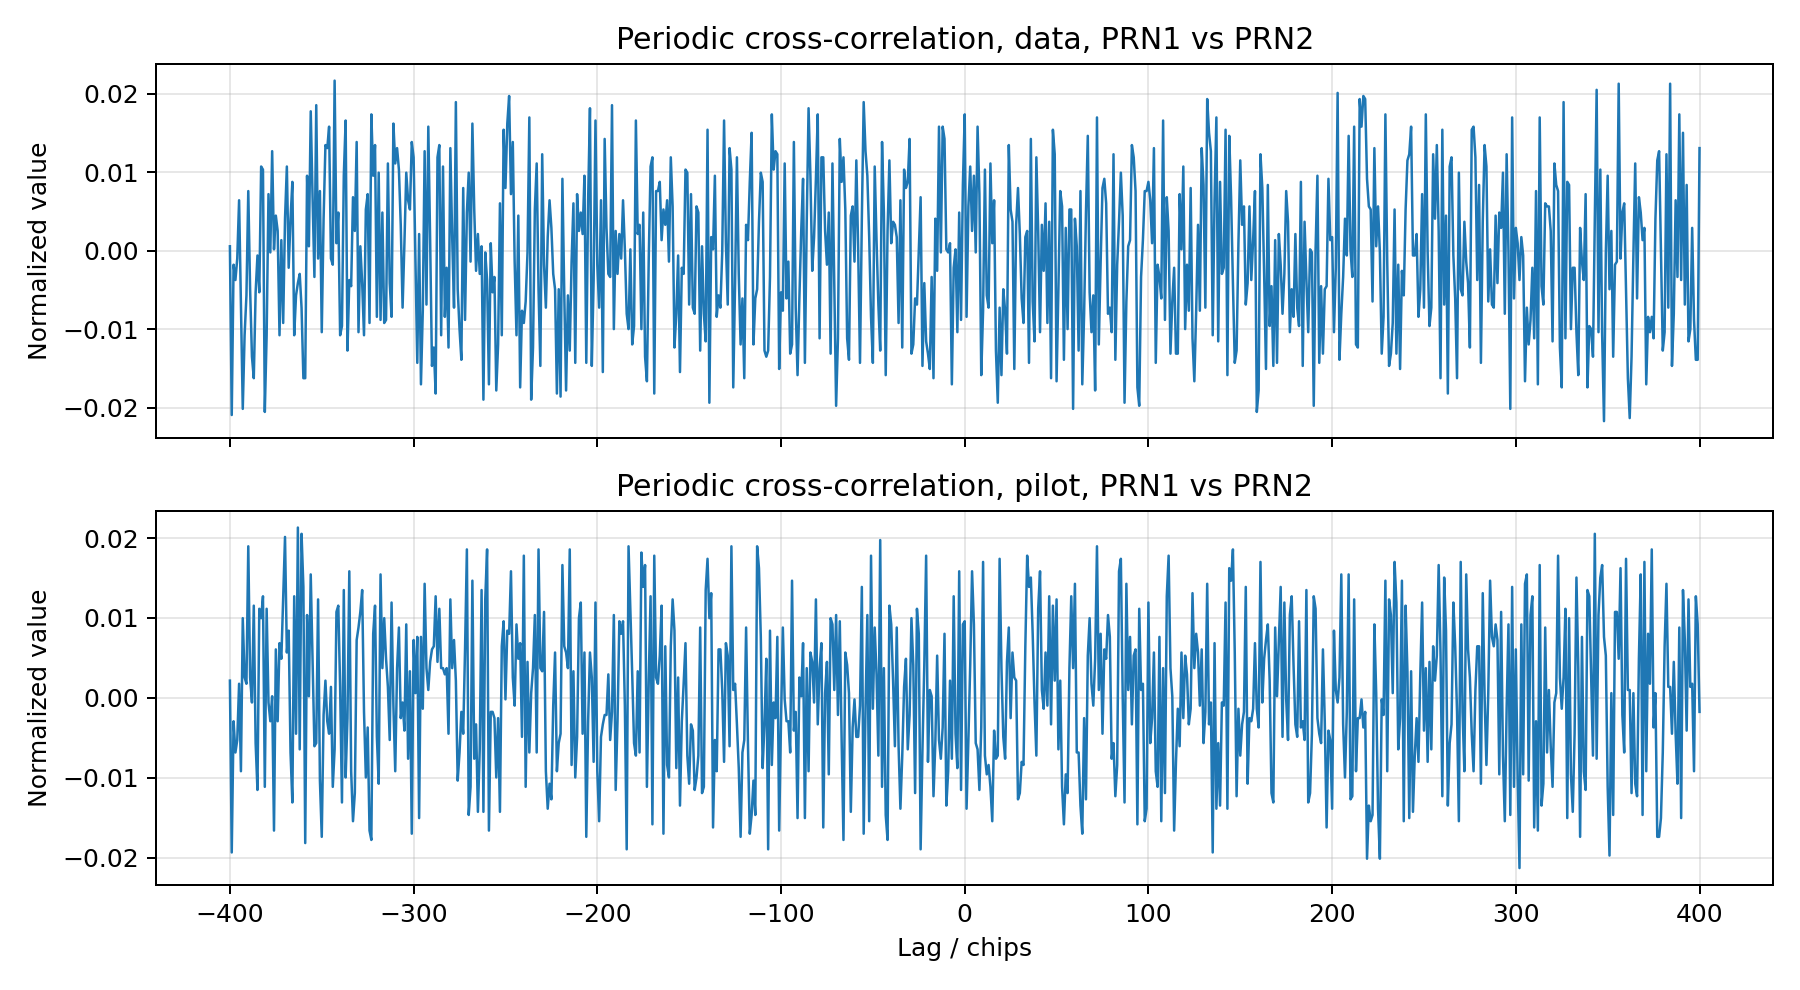 Periodic cross-correlation, data, PRN1 vs PRN2
Normalized value
0.02
0.01
0.00
−0.01
−0.02
Periodic cross-correlation, pilot, PRN1 vs PRN2
Normalized value
0.02
0.01
0.00
−0.01
−0.02
−400 −300 −200 −100 0 100 200 300 400
Lag / chips